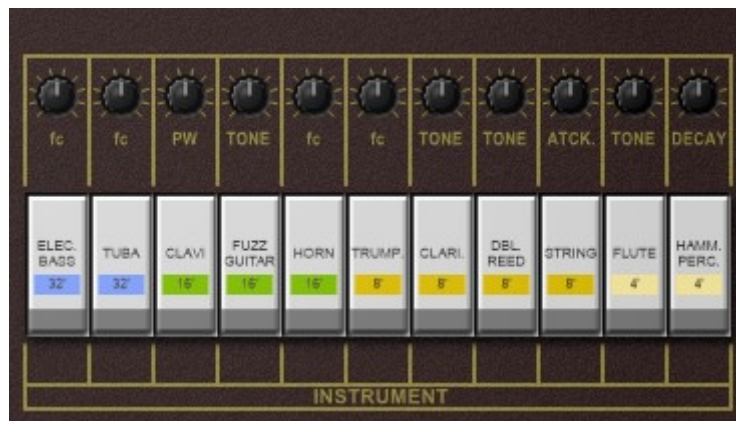 fc fc PW TONE fc fc TONE TONE ATCK. TONE DECAY
ELEC. BASS
32'
TUBA
32'
CLAVI
16'
FUZZ GUITAR
16'
HORN
16'
TRUMP.
8'
CLARI.
8'
DBL. REED
8'
STRING
8'
FLUTE
4'
HAMM. PERC.
4'
INSTRUMENT